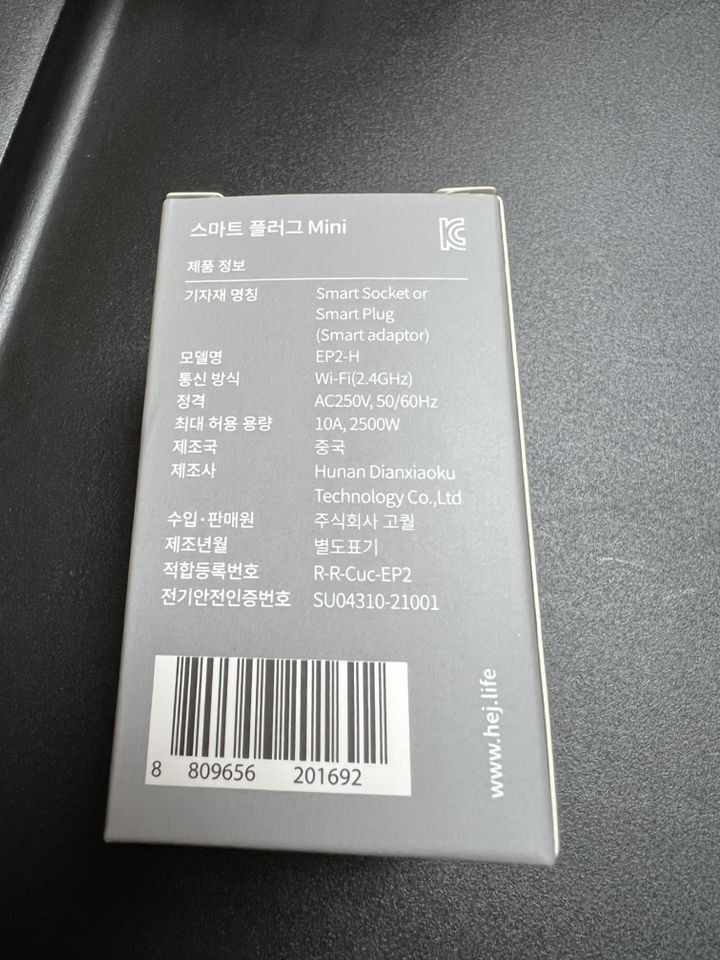 스마트 플러그 Mini
제품 정보
기자재 명칭 Smart Socket or
Smart Plug
(Smart adaptor)
모델명 EP2-H
통신 방식 Wi-Fi(2.4GHz)
정격 AC250V, 50/60Hz
최대 허용 용량 10A, 2500W
제조국 중국
제조사 Hunan Dianxiaoku
Technology Co.,Ltd
수입·판매원 주식회사 고퀄
제조년월 별도표기
적합등록번호 R-R-Cuc-EP2
전기안전인증번호 SU04310-21001
8 809656 201692
www.hej.life